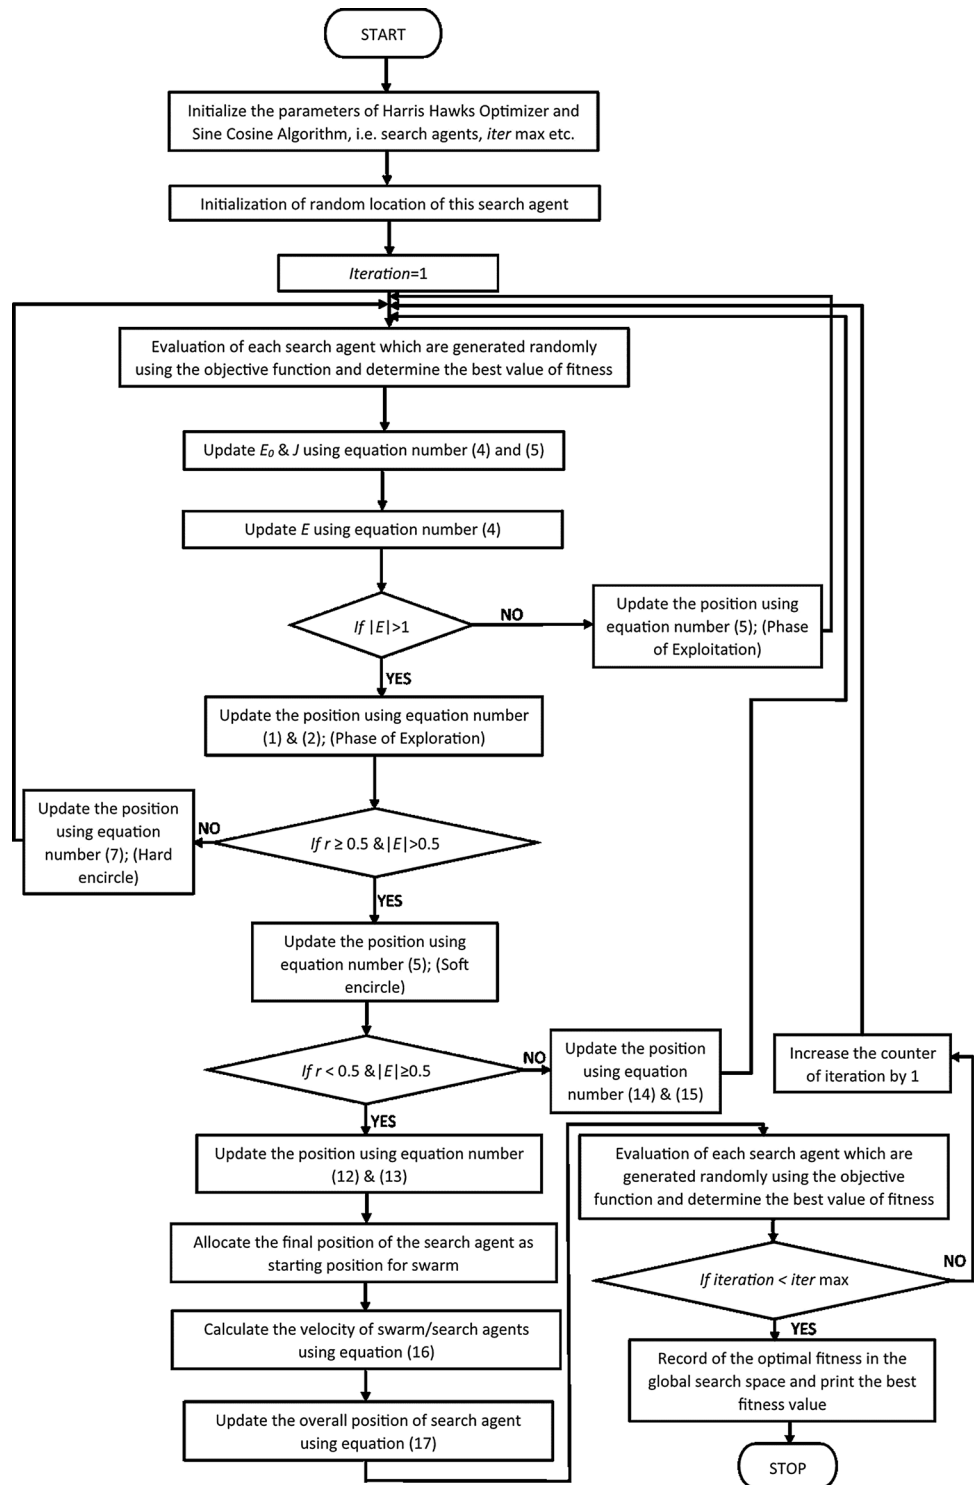 START
Initialize the parameters of Harris Hawks Optimizer and
Sine Cosine Algorithm, i.e. search agents, iter max etc.
Initialization of random location of this search agent
Iteration=1
Evaluation of each search agent which are generated randomly
using the objective function and determine the best value of fitness
Update E₀ & J using equation number (4) and (5)
Update E using equation number (4)
If |E|>1
NO
Update the position using
equation number (5); (Phase
of Exploitation)
YES
Update the position using equation number
(1) & (2); (Phase of Exploration)
If r ≥ 0.5 &|E|>0.5
NO
Update the position
using equation
number (7); (Hard
encircle)
YES
Update the position using
equation number (5); (Soft
encircle)
If r < 0.5 &|E|≥0.5
NO
Update the position
using equation
number (14) & (15)
YES
Update the position using equation number
(12) & (13)
Allocate the final position of the search agent as
starting position for swarm
Calculate the velocity of swarm/search agents
using equation (16)
Update the overall position of search agent
using equation (17)
Evaluation of each search agent which are
generated randomly using the objective
function and determine the best value of fitness
If iteration < iter max
NO
Increase the counter
of iteration by 1
YES
Record of the optimal fitness in the
global search space and print the best
fitness value
STOP